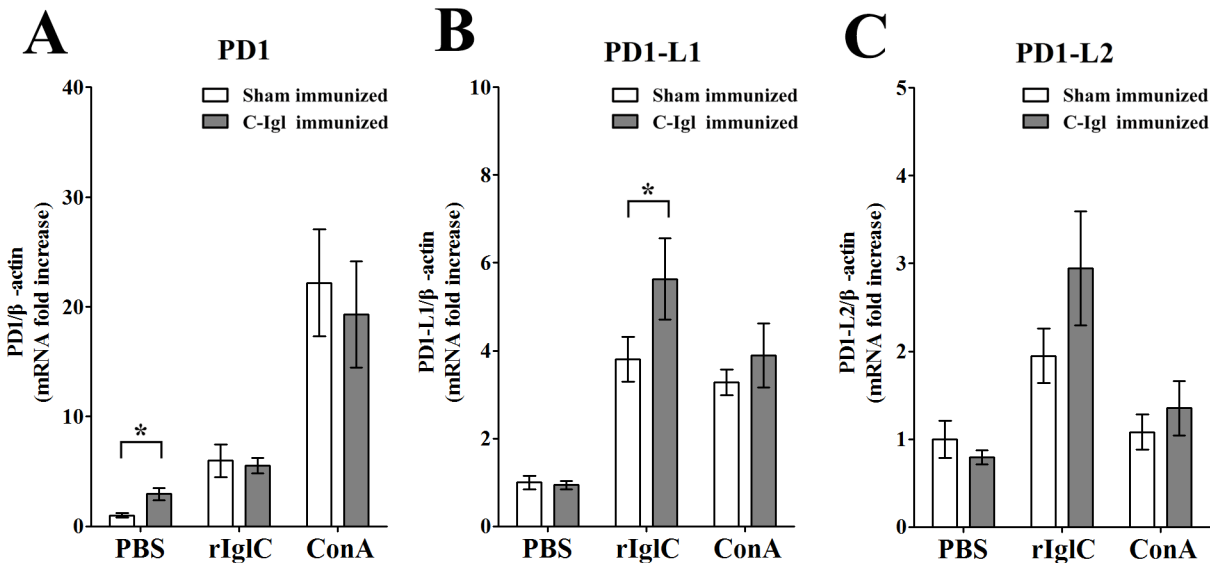 A
PD1
Sham immunized
C-Igl immunized
PD1/β -actin
(mRNA fold increase)
40
30
20
10
0
*
PBS
rIglC
ConA
B
PD1-L1
Sham immunized
C-Igl immunized
PD1-L1/β -actin
(mRNA fold increase)
10
8
6
4
2
0
*
PBS
rIglC
ConA
C
PD1-L2
Sham immunized
C-Igl immunized
PD1-L2/β -actin
(mRNA fold increase)
5
4
3
2
1
0
PBS
rIglC
ConA